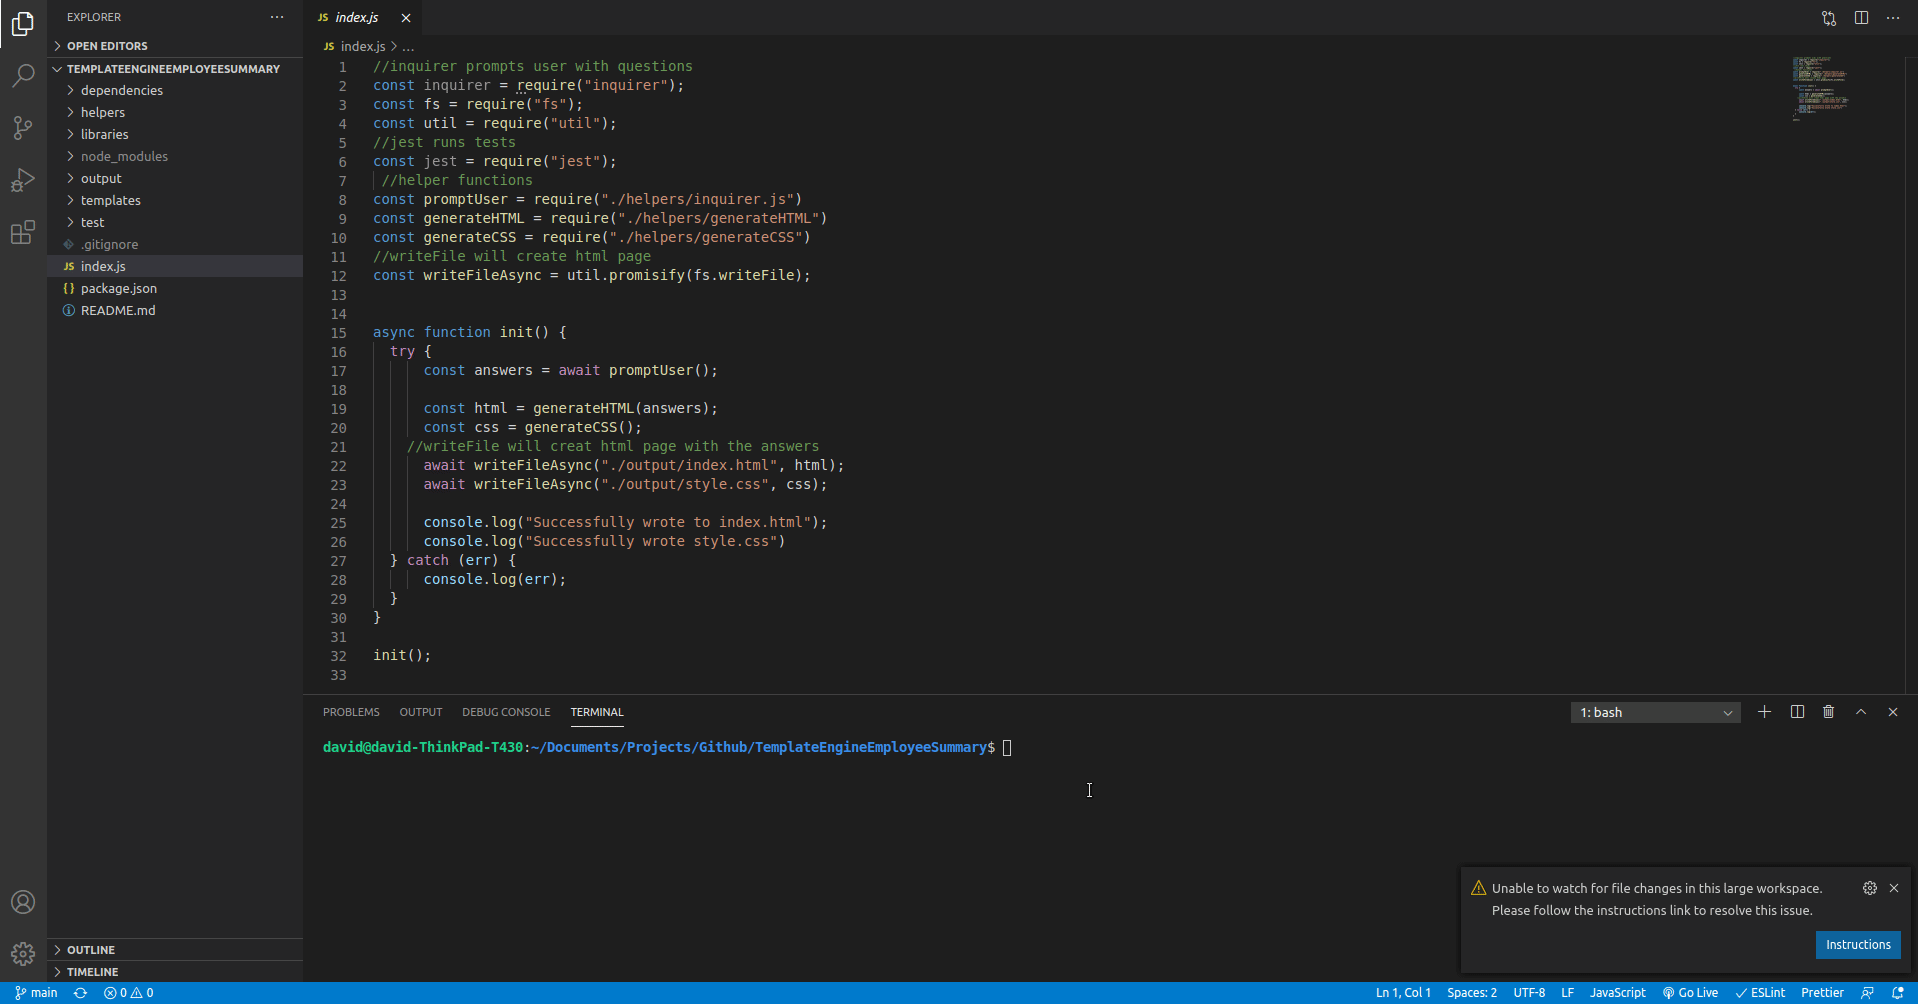 EXPLORER
OPEN EDITORS
TEMPLATEENGINEEMPLOYEESUMMARY
dependencies
helpers
libraries
node_modules
output
templates
test
.gitignore
JS index.js
{} package.json
README.md
OUTLINE
TIMELINE
JS index.js
JS index.js > ...
1 //inquirer prompts user with questions
2 const inquirer = require("inquirer");
3 const fs = require("fs");
4 const util = require("util");
5 //jest runs tests
6 const jest = require("jest");
7  //helper functions
8 const promptUser = require("./helpers/inquirer.js")
9 const generateHTML = require("./helpers/generateHTML")
10 const generateCSS = require("./helpers/generateCSS")
11 //writeFile will create html page
12 const writeFileAsync = util.promisify(fs.writeFile);
13
14
15 async function init() {
16   try {
17       const answers = await promptUser();
18
19       const html = generateHTML(answers);
20       const css = generateCSS();
21     //writeFile will creat html page with the answers
22       await writeFileAsync("./output/index.html", html);
23       await writeFileAsync("./output/style.css", css);
24
25       console.log("Successfully wrote to index.html");
26       console.log("Successfully wrote style.css")
27   } catch (err) {
28       console.log(err);
29   }
30 }
31
32 init();
33
PROBLEMS OUTPUT DEBUG CONSOLE TERMINAL
1: bash
david@david-ThinkPad-T430:~/Documents/Projects/Github/TemplateEngineEmployeeSummary$
Unable to watch for file changes in this large workspace.
Please follow the instructions link to resolve this issue.
Instructions
main 0 0 Ln 1, Col 1 Spaces: 2 UTF-8 LF JavaScript Go Live ESLint Prettier